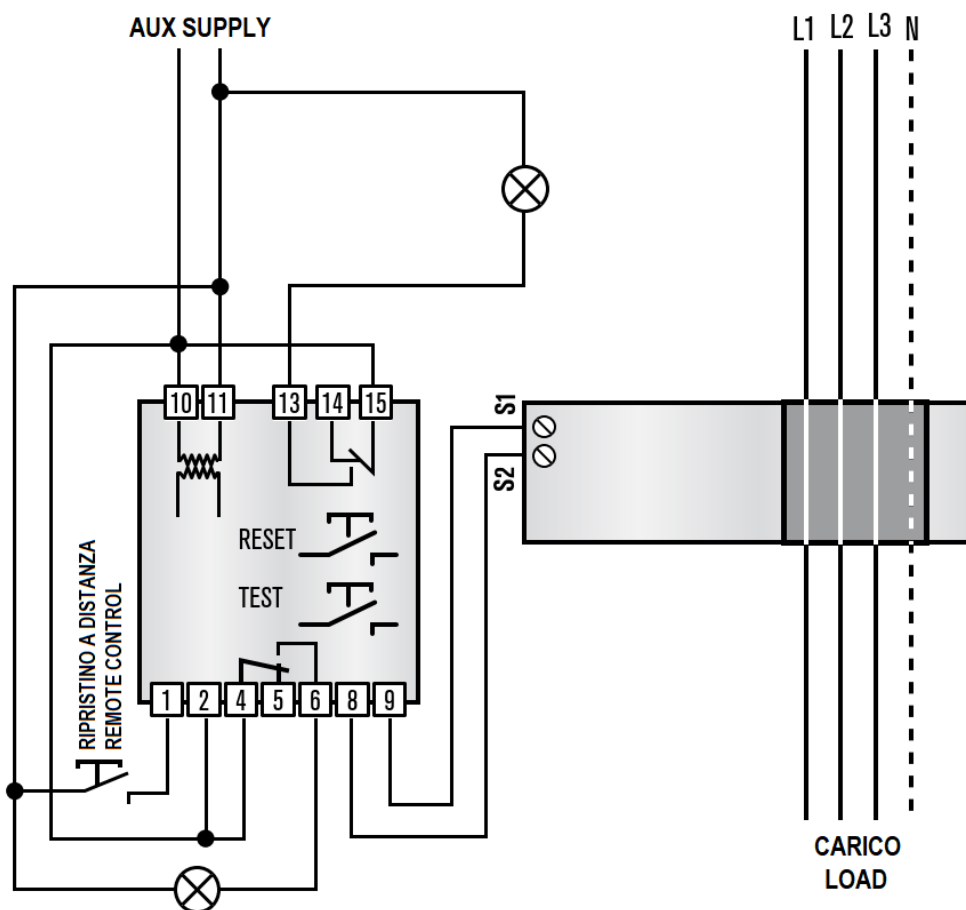 AUX SUPPLY
L1 L2 L3 N
10 11 13 14 15
S1
S2
RESET
TEST
RIPRISTINO A DISTANZA
REMOTE CONTROL
1 2 4 5 6 8 9
CARICO
LOAD